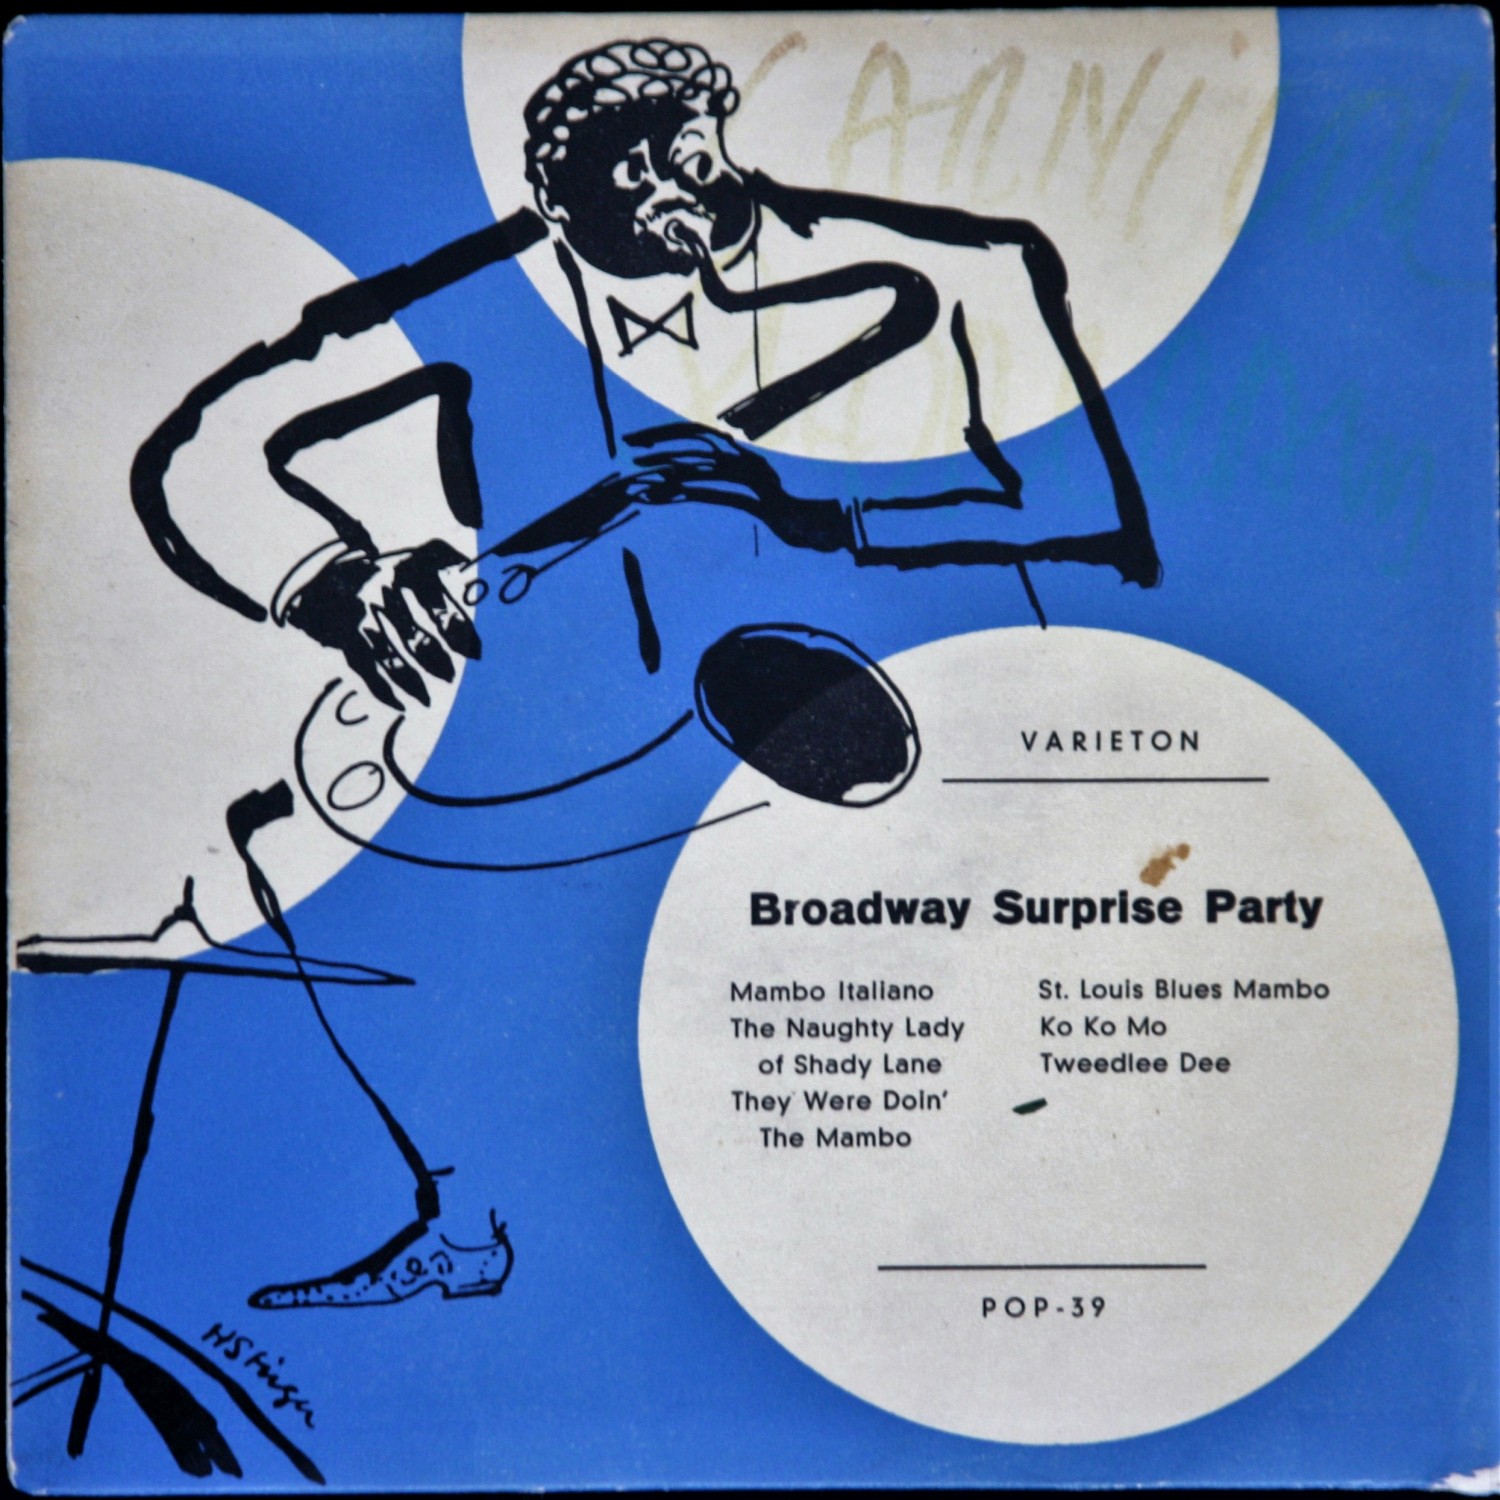 VARIETON
Broadway Surprise Party
Mambo Italiano
The Naughty Lady
of Shady Lane
They Were Doin'
The Mambo
St. Louis Blues Mambo
Ko Ko Mo
Tweedlee Dee
POP-39